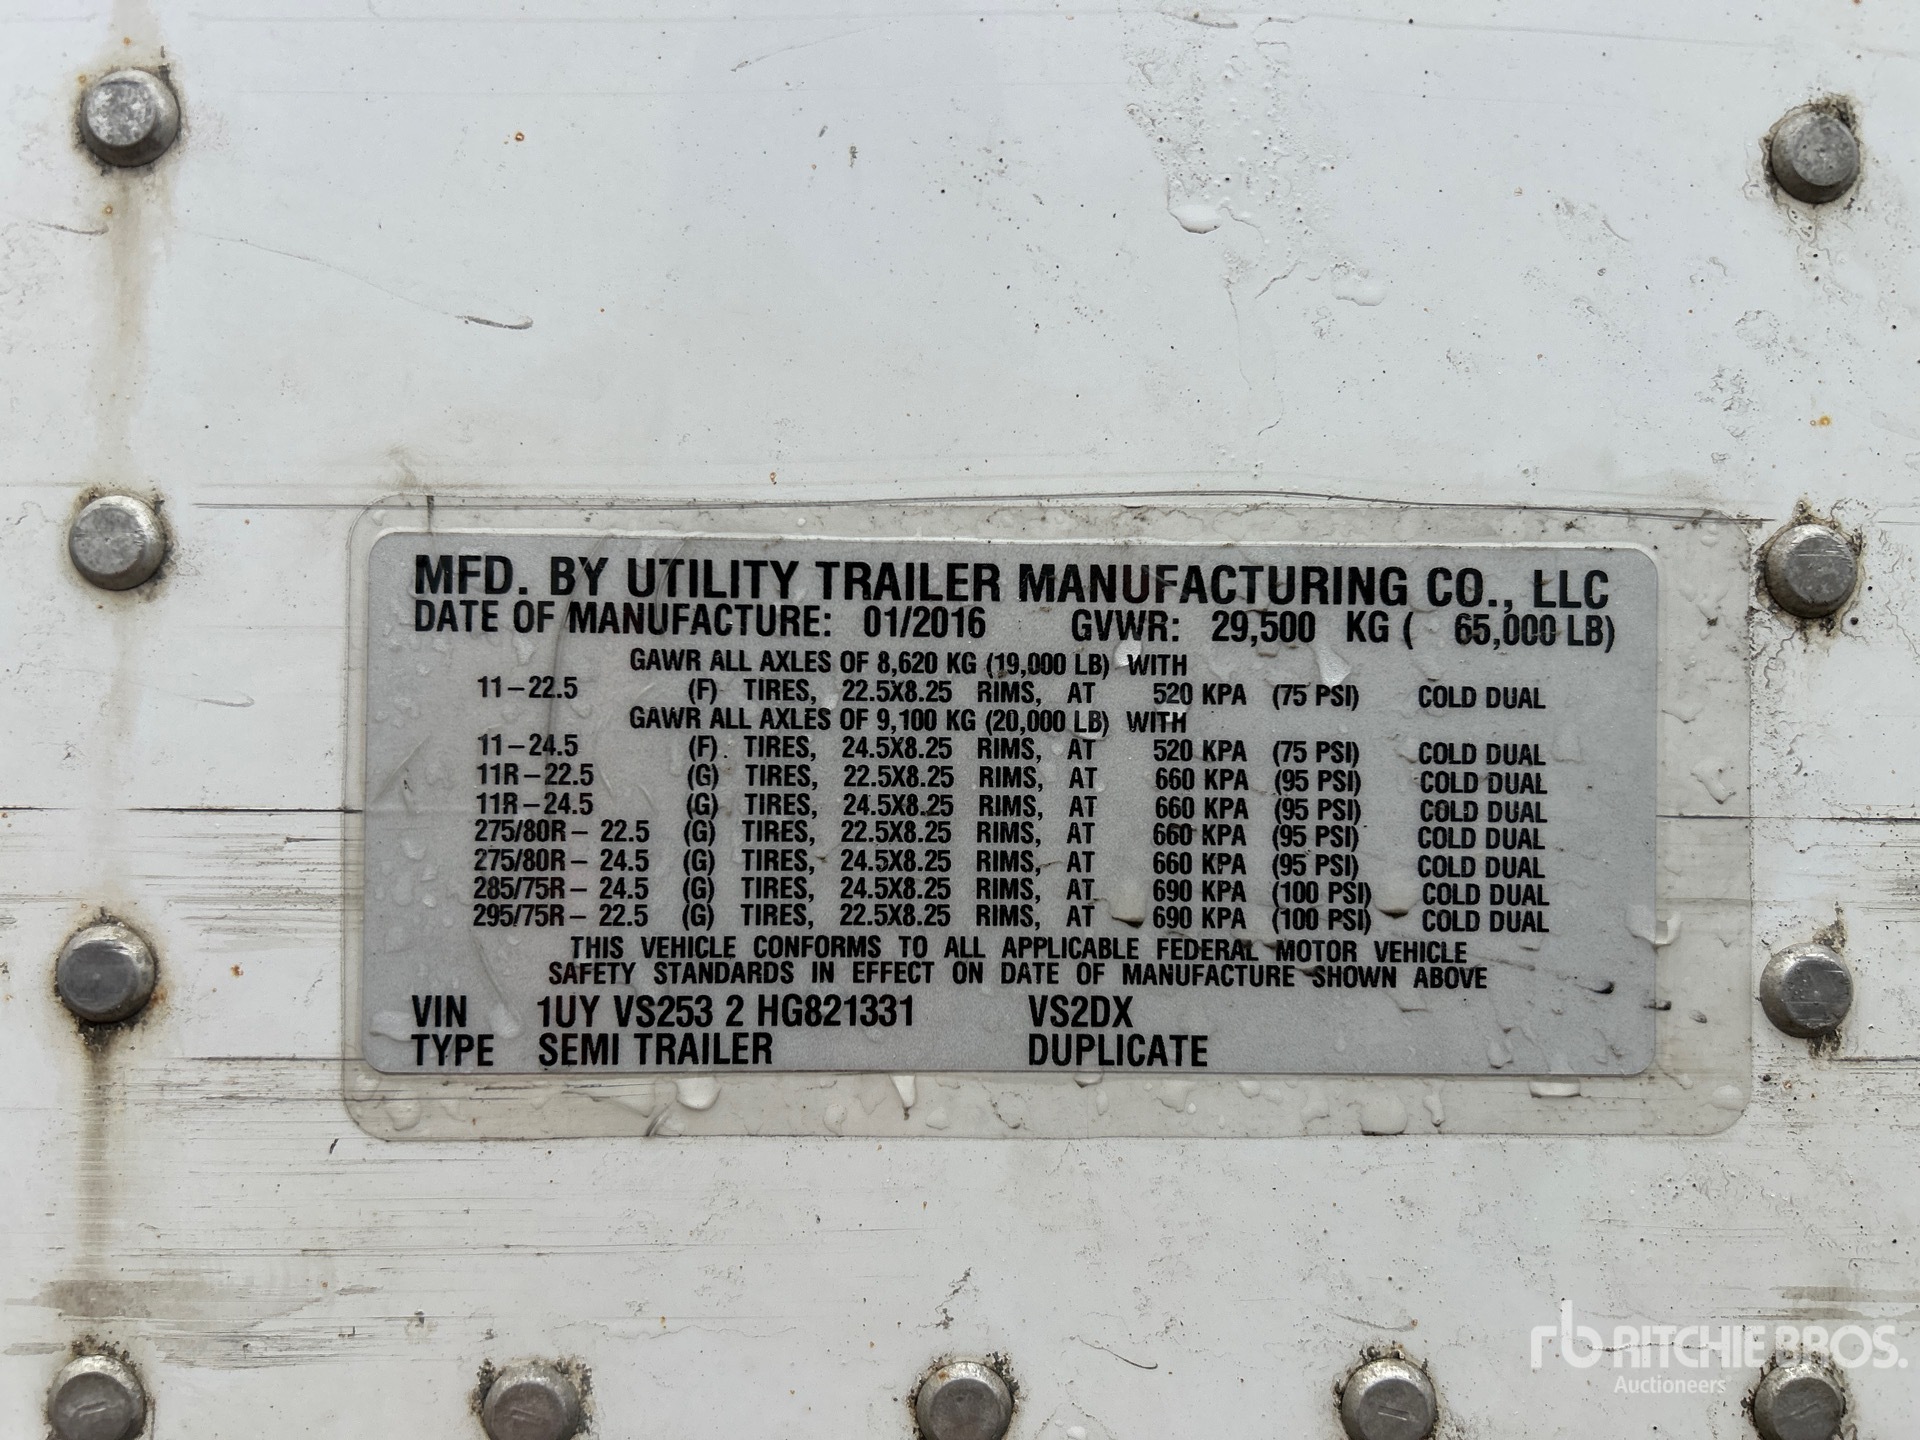 MFD. BY UTILITY TRAILER MANUFACTURING CO., LLC
DATE OF MANUFACTURE: 01/2016 GVWR: 29,500 KG ( 65,000 LB)
GAWR ALL AXLES OF 8,620 KG (19,000 LB) WITH
11-22.5 (F) TIRES, 22.5X8.25 RIMS, AT 520 KPA (75 PSI) COLD DUAL
GAWR ALL AXLES OF 9,100 KG (20,000 LB) WITH
11-24.5 (F) TIRES, 24.5X8.25 RIMS, AT 520 KPA (75 PSI) COLD DUAL
11R-22.5 (G) TIRES, 22.5X8.25 RIMS, AT 660 KPA (95 PSI) COLD DUAL
11R-24.5 (G) TIRES, 24.5X8.25 RIMS, AT 660 KPA (95 PSI) COLD DUAL
275/80R- 22.5 (G) TIRES, 22.5X8.25 RIMS, AT 660 KPA (95 PSI) COLD DUAL
275/80R- 24.5 (G) TIRES, 24.5X8.25 RIMS, AT 660 KPA (95 PSI) COLD DUAL
285/75R- 24.5 (G) TIRES, 24.5X8.25 RIMS, AT 690 KPA (100 PSI) COLD DUAL
295/75R- 22.5 (G) TIRES, 22.5X8.25 RIMS, AT 690 KPA (100 PSI) COLD DUAL
THIS VEHICLE CONFORMS TO ALL APPLICABLE FEDERAL MOTOR VEHICLE
SAFETY STANDARDS IN EFFECT ON DATE OF MANUFACTURE SHOWN ABOVE
VIN 1UY VS253 2 HG821331 VS2DX
TYPE SEMI TRAILER DUPLICATE
rb RITCHIE BROS.
Auctioneers